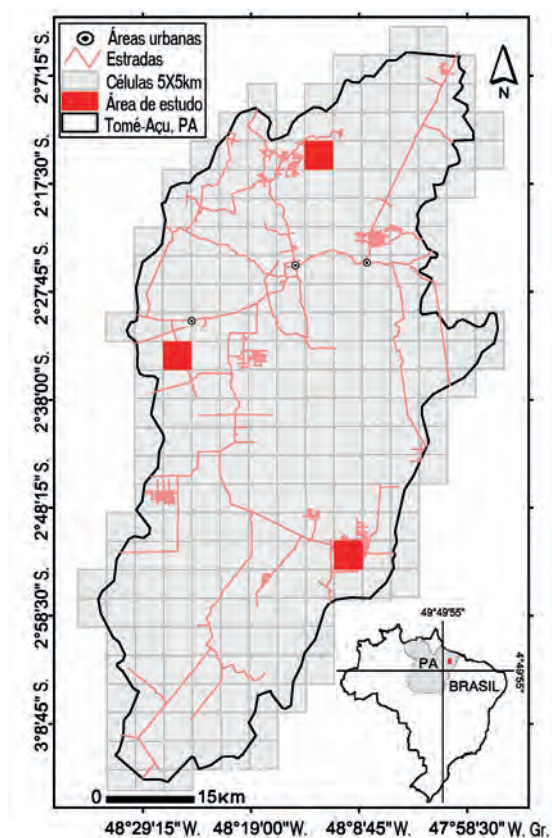 Áreas urbanas
Estradas
Células 5X5km
Área de estudo
Tomé-Açu, PA
N
2°7'15" S.
2°17'30" S.
2°27'45" S.
2°38'00" S.
2°48'15" S.
2°58'30" S.
3°8'45" S.
49°49'55"
4°49'55"
PA
BRASIL
0 15KM
48°29'15"W. 48°19'00"W. 48°8'45"W. 47°58'30"W. Gr.